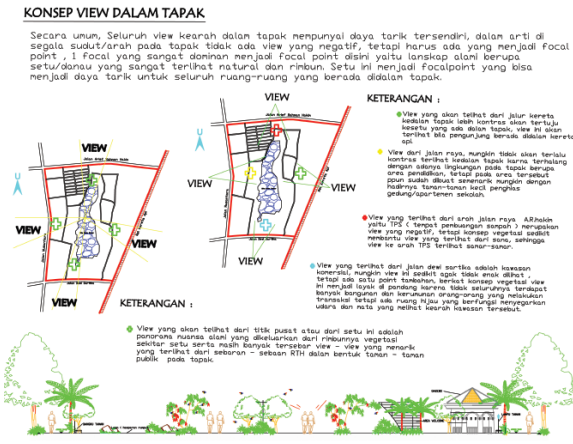 KONSEP VIEW DALAM TAPAK
Secara umum, Seluruh view kearah dalam tapak mempunyai daya tarik tersendiri, dalam arti di
segala sudut/arah pada tapak tidak ada view yang negatif, tetapi harus ada yang menjadi focal
point , 1 focal yang sangat dominan menjadi focal point disini yaitu lanskap alami berupa
setu/danau yang sangat terlihat natural dan rimbun. Setu ini menjadi focalpoint yang bisa
menjadi daya tarik untuk seluruh ruang-ruang yang berada didalam tapak.
VIEW
VIEW
VIEW
VIEW
VIEW
VIEW
VIEW
VIEW
KETERANGAN :
View yang akan telihat dari titik pusat atau dari setu ini adalah
panorama nuansa alami yang dikeluarkan dari rimbunnya vegetasi
sekitar setu serta masih banyak tersebar view - view yang menarik
yang terlihat dari sebaran - sebaan RTH dalam bentuk taman - taman
publik pada tapak.
KETERANGAN :
View yang akan terlihat dari jalur kereta
kedalam tapak lebih kontras akan tertuju
kesetu yang ada dalam tapak, view ini akan
terlihat bila pengunjung berada didalam kereta
api.
View dari jalan raya, mungkin tidak akan terlalu
kontras terlihat kedalam tapak karna terhalang
dengan adanya lingkungan pada tapak berupa
area pendidikan, tetapi pada area tersebut
ppun sudah dibuat semenarik mungkin dengan
hadirnya taman-taman kecil penghias
gedung/apartemen sekolah.
View yang terlihat dari arah jalan raya AR.hakim
yaitu TPS ( tempat pembuangan sampah ) merupakan
view yang negatif, tetapi konsep vegetasi sedikit
membantu view yang terlihat dari sana, sehingga
view ke arah TPS terlihat samar-samar.
View yang terlihat dari jalan dewi sartika adalah kawasan
komersial, mungkin view ini sedikit agak tidak enak dilihat ,
tetapi ada satu point tambahan, berkat konsep vegetasi view
ini menjadi layak di pandang karena tidak seluruhnya terdapat
banyak bangunan dan kerumunan orang-orang yang melakukan
transaksi tetapi ada ruang hijau yang berfungsi menyegarkan
udara dan mata yang melihat kearah kawasan tersebut.